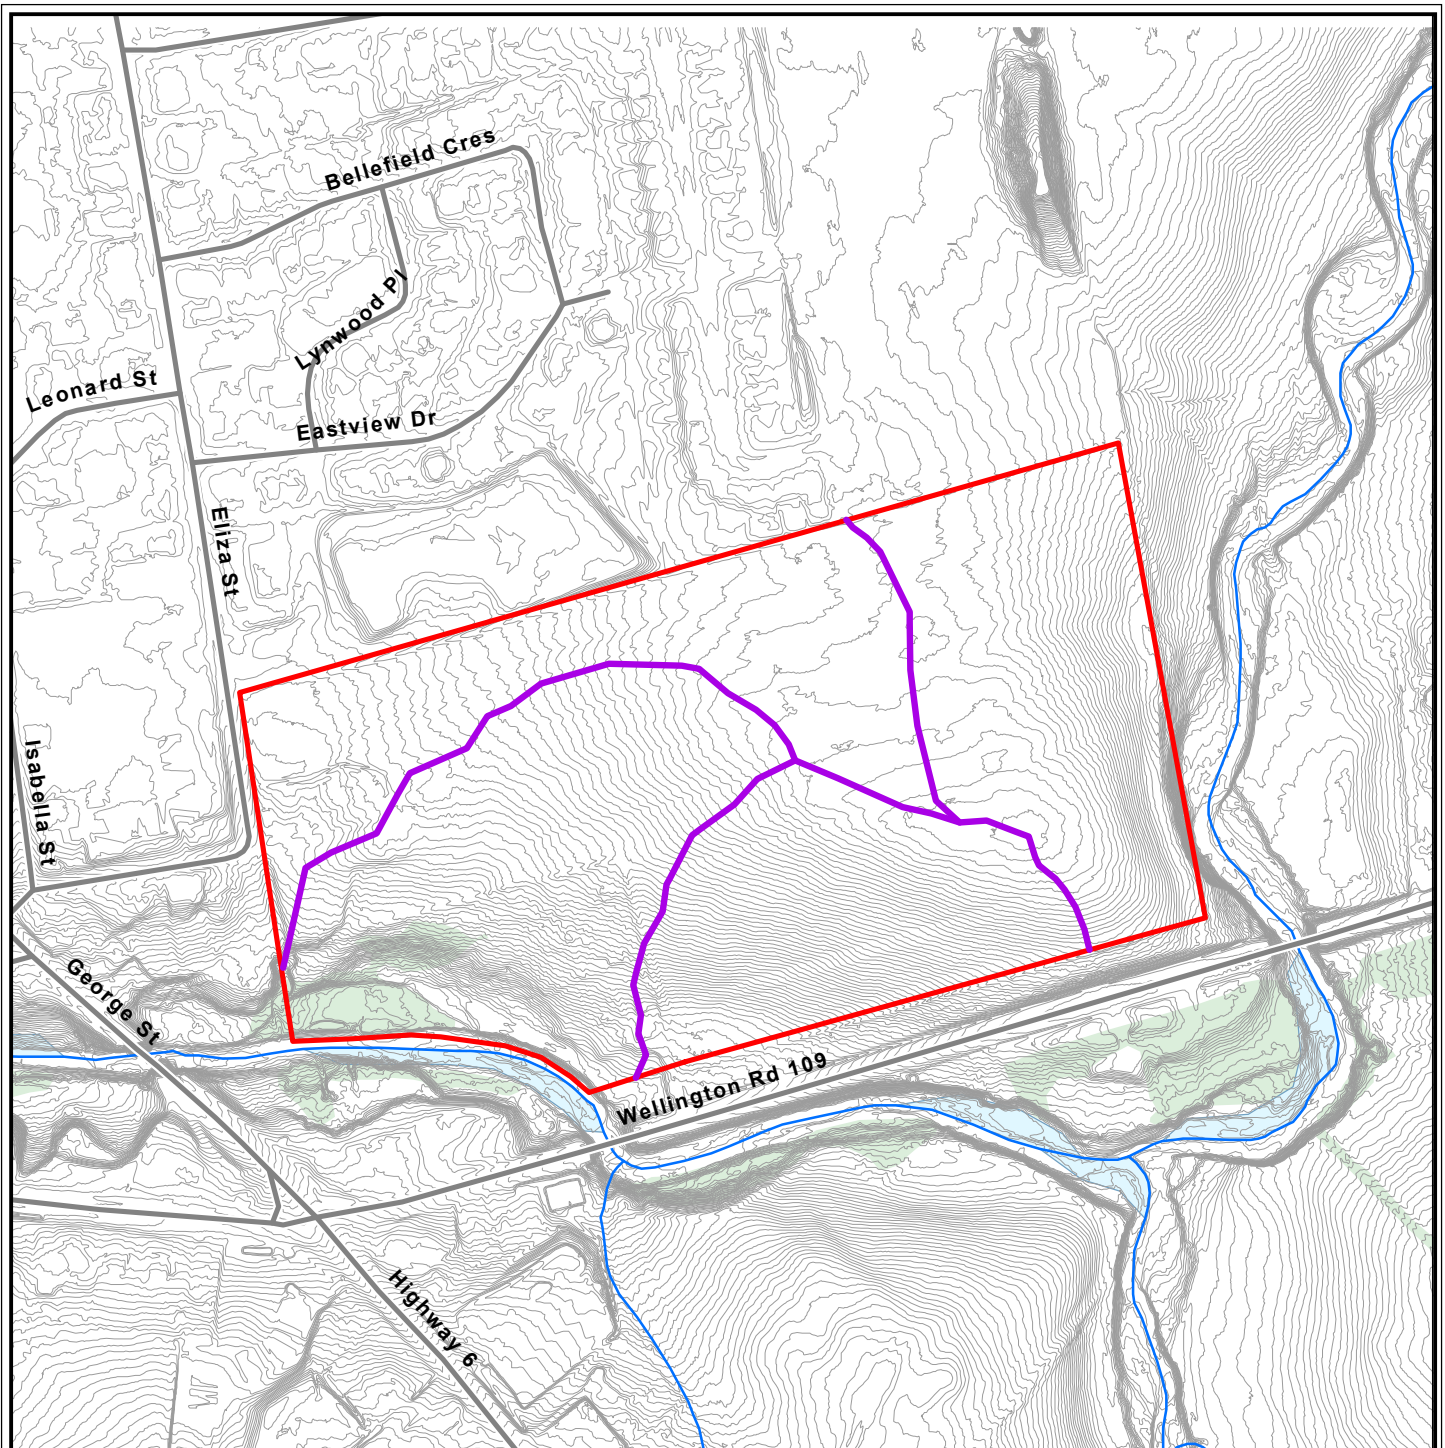 Bellefield Cres
Lynwood Pl
Leonard St
Eastview Dr
Eliza St
Isabella St
George St
Wellington Rd 109
Highway 6